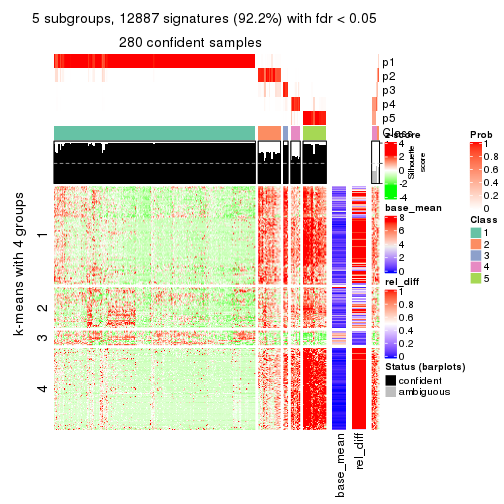 5 subgroups, 12887 signatures (92.2%) with fdr < 0.05
280 confident samples
p1
p2
p3
p4
p5
Class
Silhouette
score
k-means with 4 groups
1
2
3
4
base_mean
rel_diff
z-score
4
2
0
-2
-4
base_mean
8
6
4
2
0
rel_diff
1
0.8
0.6
0.4
0.2
0
Status (barplots)
confident
ambiguous
Prob
1
0.8
0.6
0.4
0.2
0
Class
1
2
3
4
5